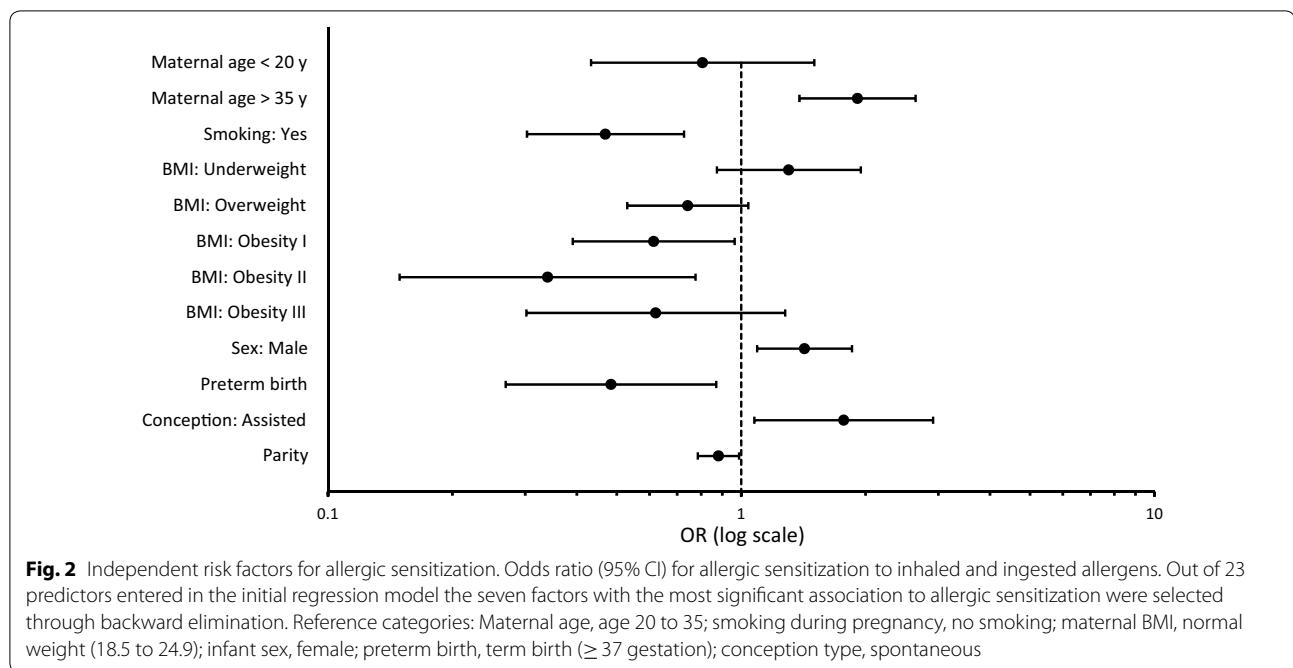 Maternal age < 20 y
Maternal age > 35 y
Smoking: Yes
BMI: Underweight
BMI: Overweight
BMI: Obesity I
BMI: Obesity II
BMI: Obesity III
Sex: Male
Preterm birth
Conception: Assisted
Parity
0.1 1 10
OR (log scale)
Fig. 2 Independent risk factors for allergic sensitization. Odds ratio (95% CI) for allergic sensitization to inhaled and ingested allergens. Out of 23
predictors entered in the initial regression model the seven factors with the most significant association to allergic sensitization were selected
through backward elimination. Reference categories: Maternal age, age 20 to 35; smoking during pregnancy, no smoking; maternal BMI, normal
weight (18.5 to 24.9); infant sex, female; preterm birth, term birth (≥ 37 gestation); conception type, spontaneous